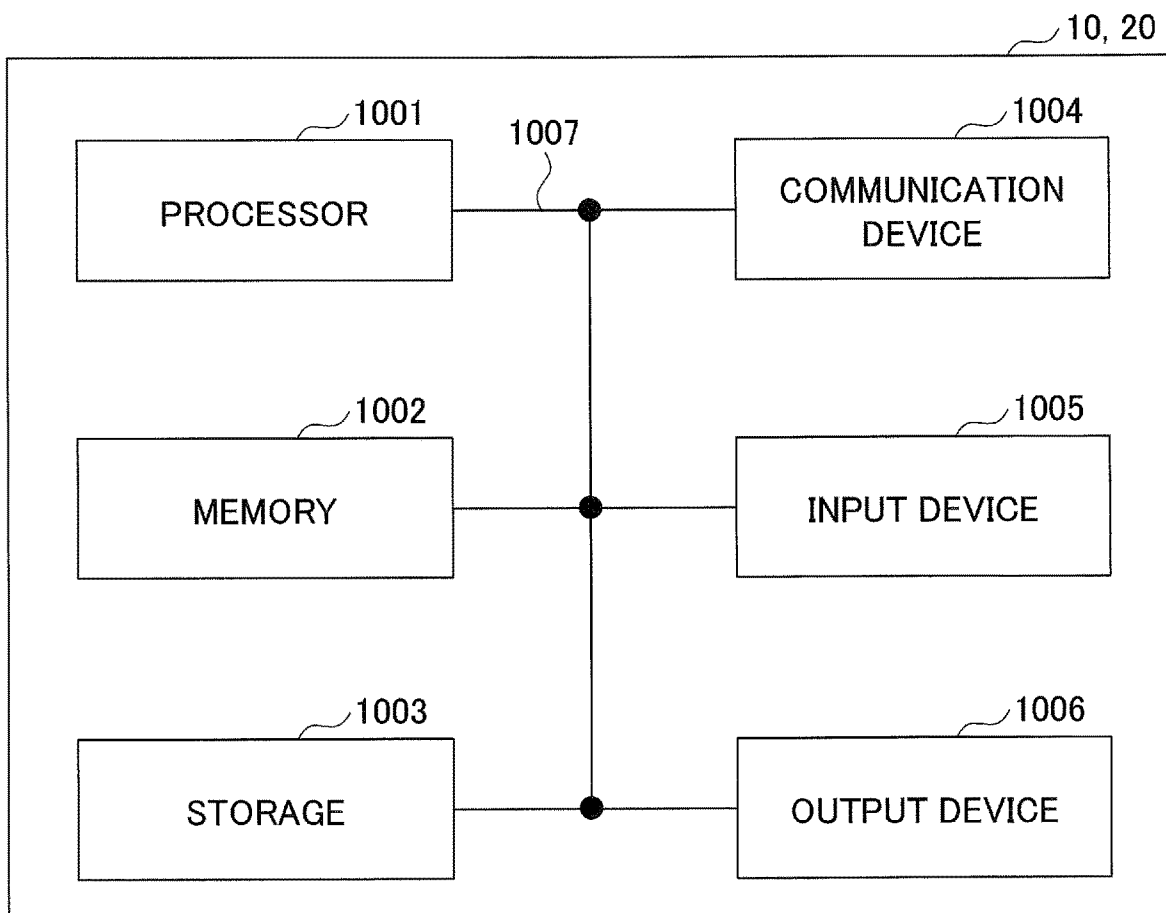 10, 20
1001
1007
1004
PROCESSOR
COMMUNICATION
DEVICE
1002
1005
MEMORY
INPUT DEVICE
1003
1006
STORAGE
OUTPUT DEVICE